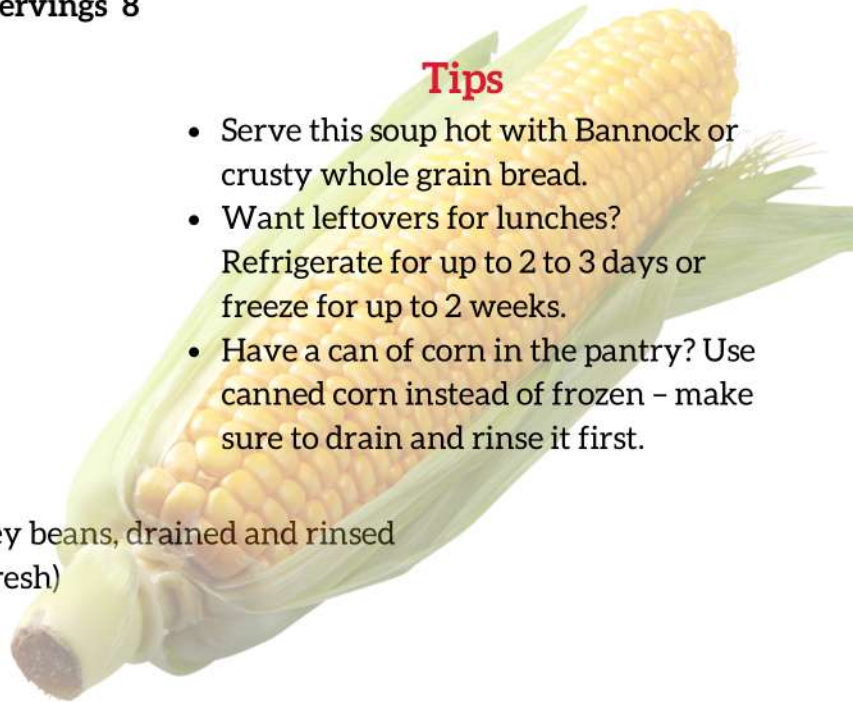 ervings 8
Tips
• Serve this soup hot with Bannock or
crusty whole grain bread.
• Want leftovers for lunches?
Refrigerate for up to 2 to 3 days or
freeze for up to 2 weeks.
• Have a can of corn in the pantry? Use
canned corn instead of frozen – make
sure to drain and rinse it first.
ey beans, drained and rinsed
resh)